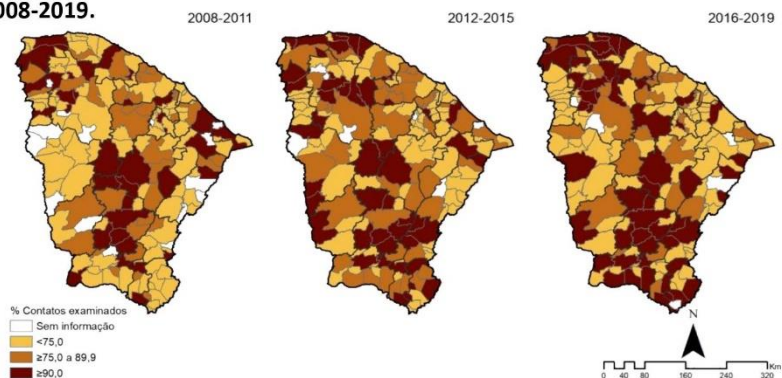 008-2019.
2008-2011
2012-2015
2016-2019
% Contatos examinados
Sem informação
<75,0
≥75,0 a 89,9
≥90,0
N
Km
0 40 80 160 240 320